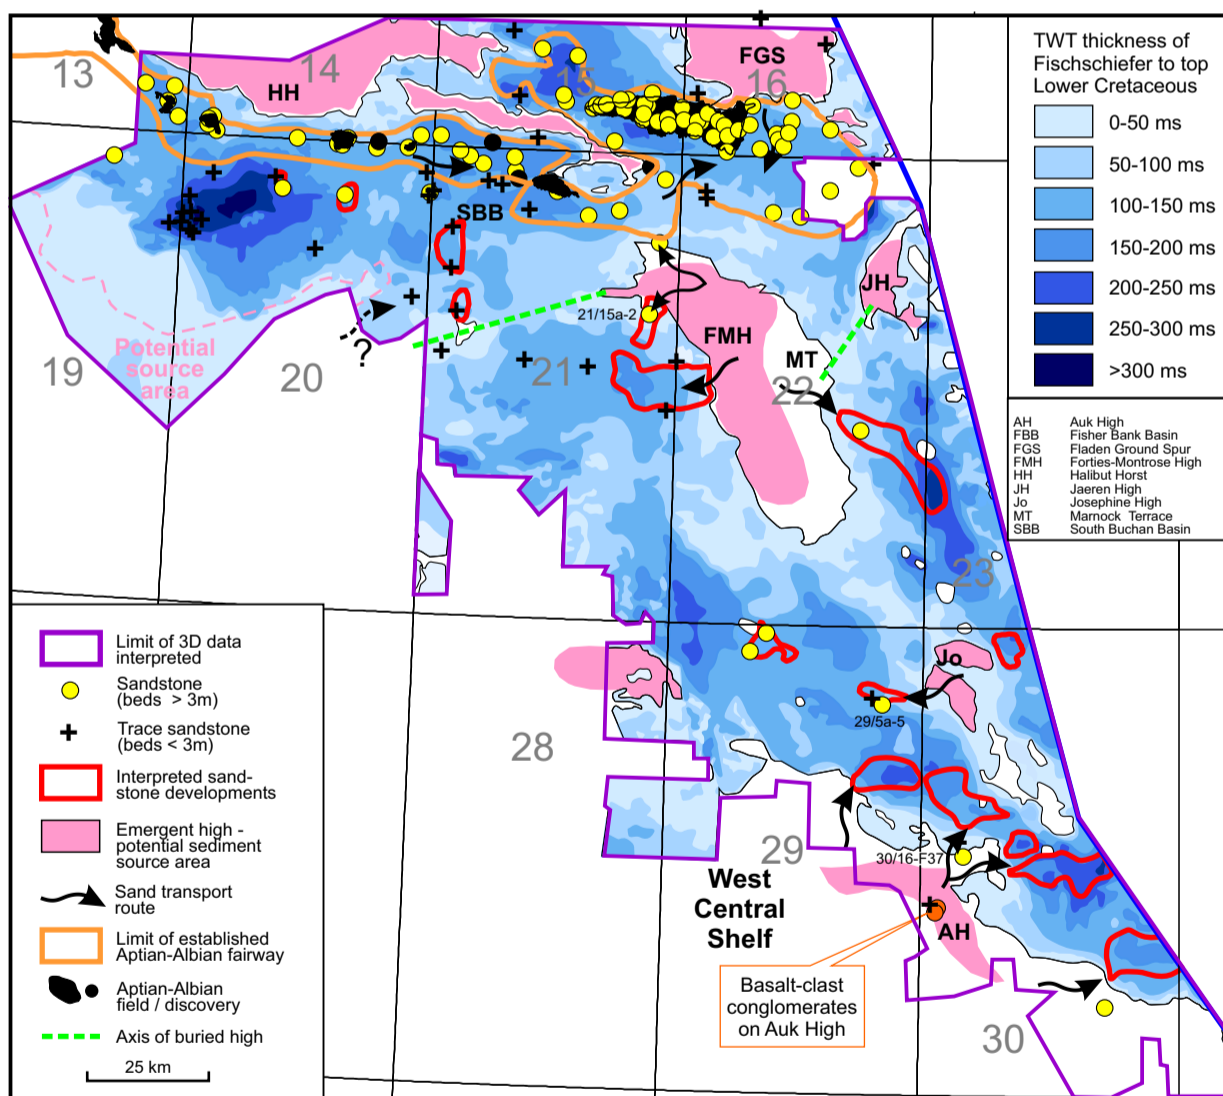 13
14
HH
15
FGS
16
SBB
JH
21/15a-2
FMH
MT
22
19
Potential
source
area
20
?
21
23
Jo
29/5a-5
28
29
30/16-F37
West
Central
Shelf
AH
Basalt-clast
conglomerates
on Auk High
30
TWT thickness of
Fischschiefer to top
Lower Cretaceous
0-50 ms
50-100 ms
100-150 ms
150-200 ms
200-250 ms
250-300 ms
>300 ms
AH Auk High
FBB Fisher Bank Basin
FGS Fladen Ground Spur
FMH Forties-Montrose High
HH Halibut Horst
JH Jaeren High
Jo Josephine High
MT Marnock Terrace
SBB South Buchan Basin
Limit of 3D data
interpreted
Sandstone
(beds > 3m)
Trace sandstone
(beds < 3m)
Interpreted sand-
stone developments
Emergent high -
potential sediment
source area
Sand transport
route
Limit of established
Aptian-Albian fairway
Aptian-Albian
field / discovery
Axis of buried high
25 km